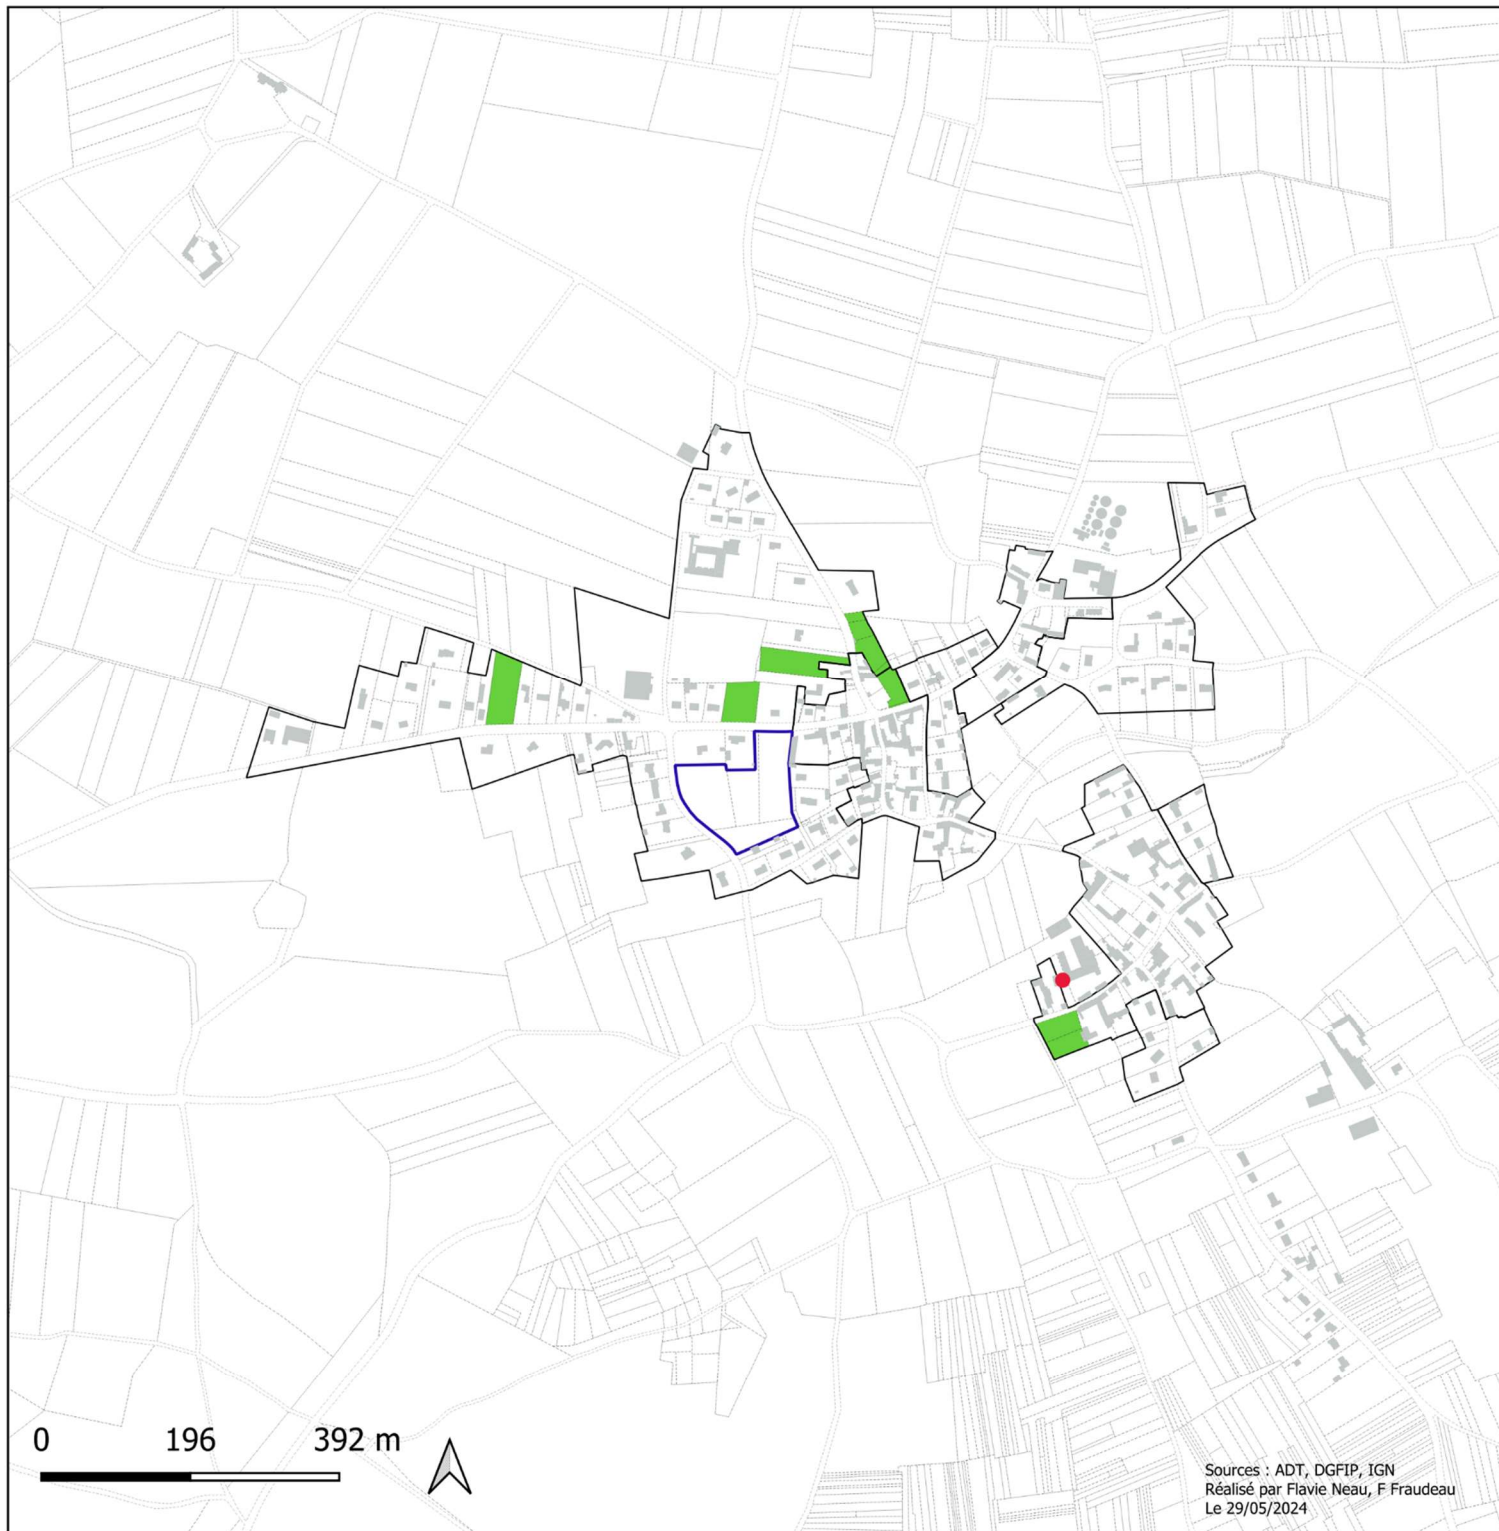 0 196 392 m
Sources : ADT, DGFIP, IGN
Réalisé par Flavie Neau, F Fraudeau
Le 29/05/2024